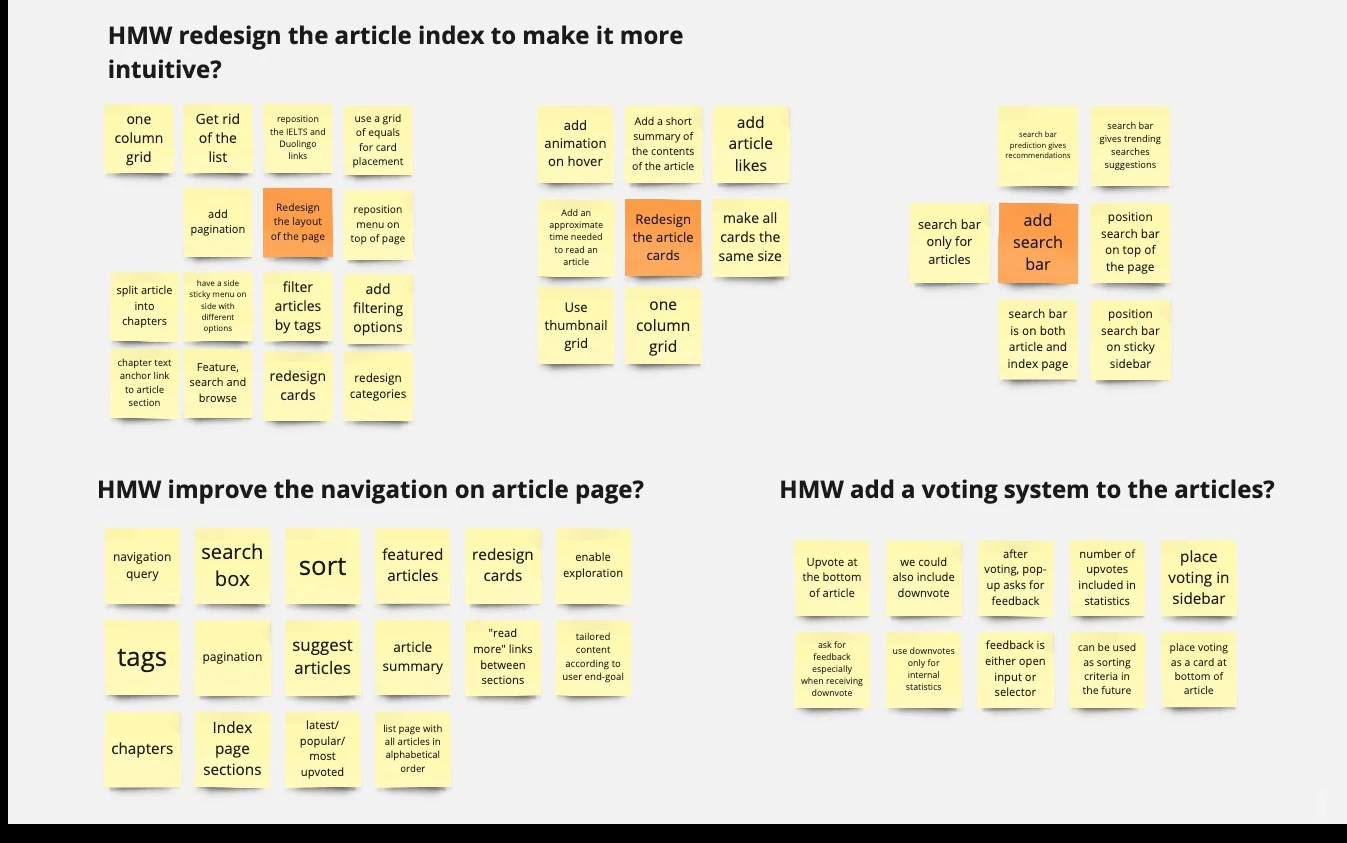 HMW redesign the article index to make it more
intuitive?
one
column
grid
Get rid
of the
list
reposition
the IELTS and
Duolingo
links
use a grid
of equals
for card
placement
add
pagination
Redesign
the layout
of the page
reposition
menu on
top of page
split article
into
chapters
have a side
sticky menu on
side with
different
options
filter
articles
by tags
add
filtering
options
chapter text
anchor link
to article
section
Feature,
search and
browse
redesign
cards
redesign
categories
add
animation
on hover
Add a short
summary of
the contents
of the article
add
article
likes
Add an
approximate
time needed
to read an
article
Redesign
the article
cards
make all
cards the
same size
Use
thumbnail
grid
one
column
grid
search bar
prediction gives
recommendations
search bar
gives trending
searches
suggestions
search bar
only for
articles
add
search
bar
position
search bar
on top of
the page
search bar
is on both
article and
index page
position
search bar
on sticky
sidebar
HMW improve the navigation on article page?
navigation
query
search
box
sort
featured
articles
redesign
cards
enable
exploration
tags
pagination
suggest
articles
article
summary
"read
more" links
between
sections
tailored
content
according to
user end-goal
chapters
Index
page
sections
latest/
popular/
most
upvoted
list page with
all articles in
alphabetical
order
HMW add a voting system to the articles?
Upvote at
the bottom
of article
we could
also include
downvote
after
voting, pop-
up asks for
feedback
number of
upvotes
included in
statistics
place
voting in
sidebar
ask for
feedback
especially
when receiving
downvote
use downvotes
only for
internal
statistics
feedback is
either open
input or
selector
can be used
as sorting
criteria in
the future
place voting
as a card at
bottom of
article